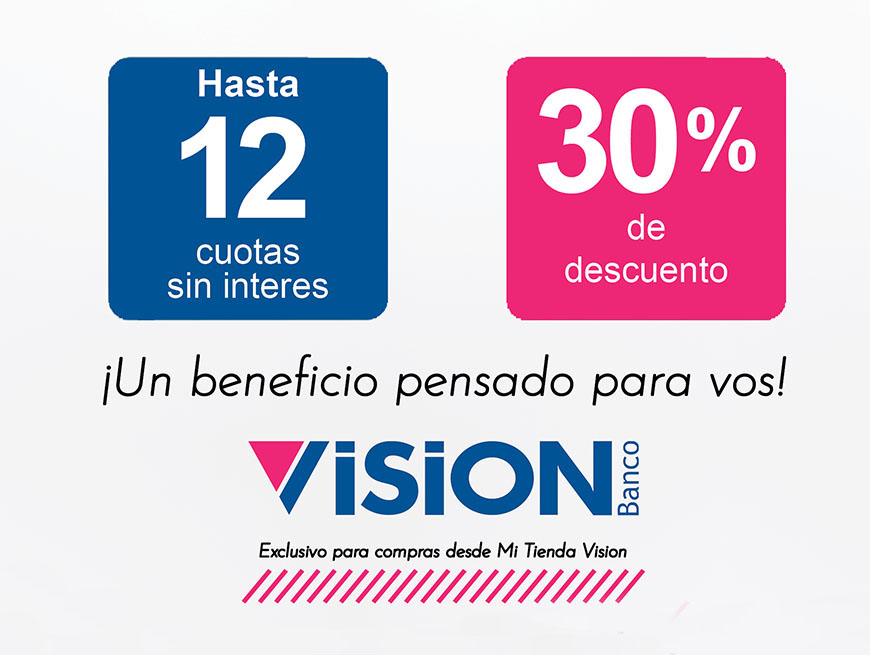 Hasta
12
cuotas
sin interes
30%
de
descuento
¡Un beneficio pensado para vos!
ViSiON Banco
Exclusivo para compras desde Mi Tienda Vision